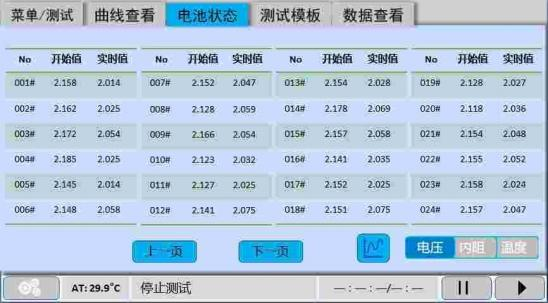 菜单/测试 曲线查看 电池状态 测试模板 数据查看
No 开始值 实时值 No 开始值 实时值 No 开始值 实时值 No 开始值 实时值
001# 2.158 2.014 007# 2.152 2.047 013# 2.154 2.028 019# 2.128 2.027
002# 2.162 2.025 008# 2.128 2.059 014# 2.178 2.069 020# 2.118 2.036
003# 2.172 2.054 009# 2.166 2.054 015# 2.157 2.058 021# 2.154 2.048
004# 2.185 2.025 010# 2.123 2.032 016# 2.141 2.035 022# 2.155 2.052
005# 2.145 2.014 011# 2.127 2.025 017# 2.152 2.025 023# 2.158 2.024
006# 2.148 2.058 012# 2.141 2.075 018# 2.151 2.075 024# 2.157 2.047
上一页 下一页 电压 内阻 温度
AT: 29.9°C 停止测试 — : — : —/— : —